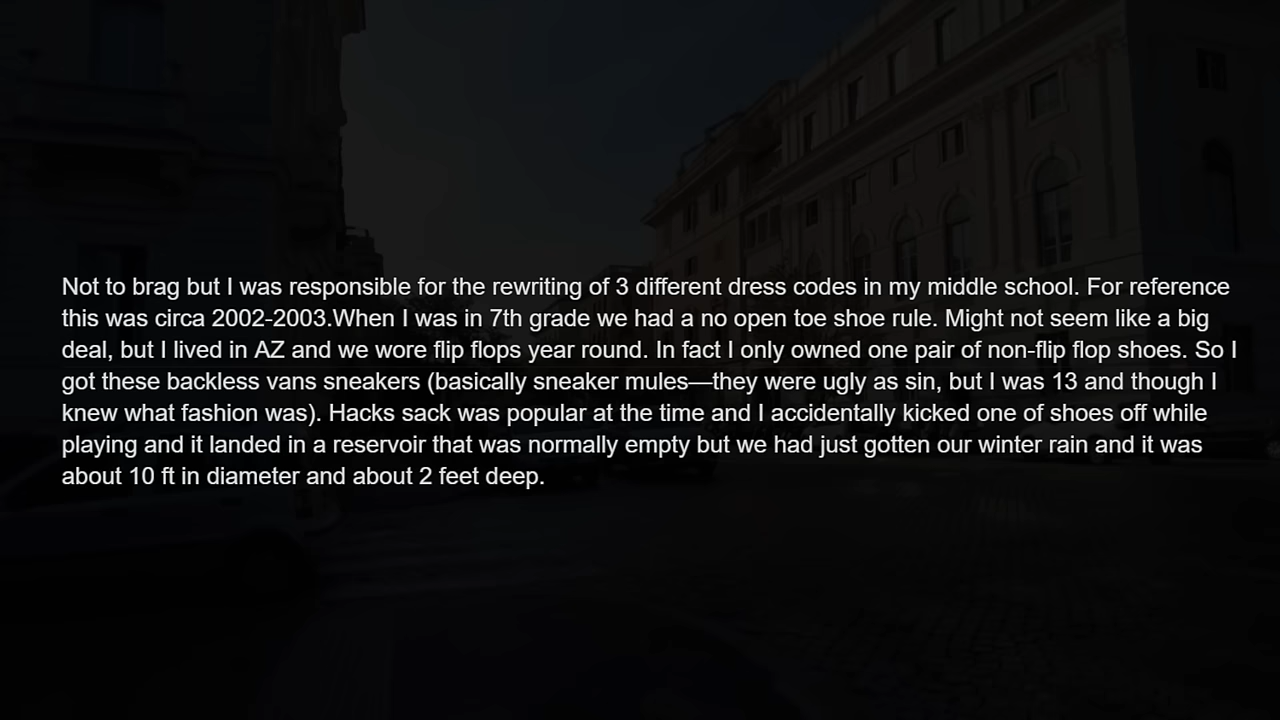 Not to brag but I was responsible for the rewriting of 3 different dress codes in my middle school. For reference
this was circa 2002-2003.When I was in 7th grade we had a no open toe shoe rule. Might not seem like a big
deal, but I lived in AZ and we wore flip flops year round. In fact I only owned one pair of non-flip flop shoes. So I
got these backless vans sneakers (basically sneaker mules—they were ugly as sin, but I was 13 and though I
knew what fashion was). Hacks sack was popular at the time and I accidentally kicked one of shoes off while
playing and it landed in a reservoir that was normally empty but we had just gotten our winter rain and it was
about 10 ft in diameter and about 2 feet deep.